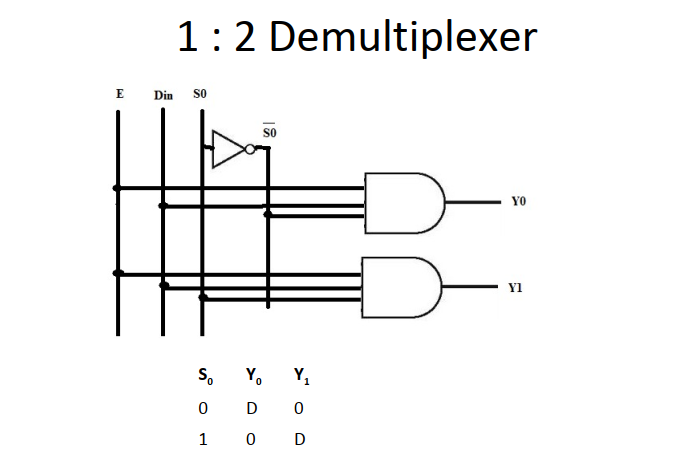 1 : 2 Demultiplexer
E Din S0
S0
Y0
Y1
S0 Y0 Y1
0 D 0
1 0 D